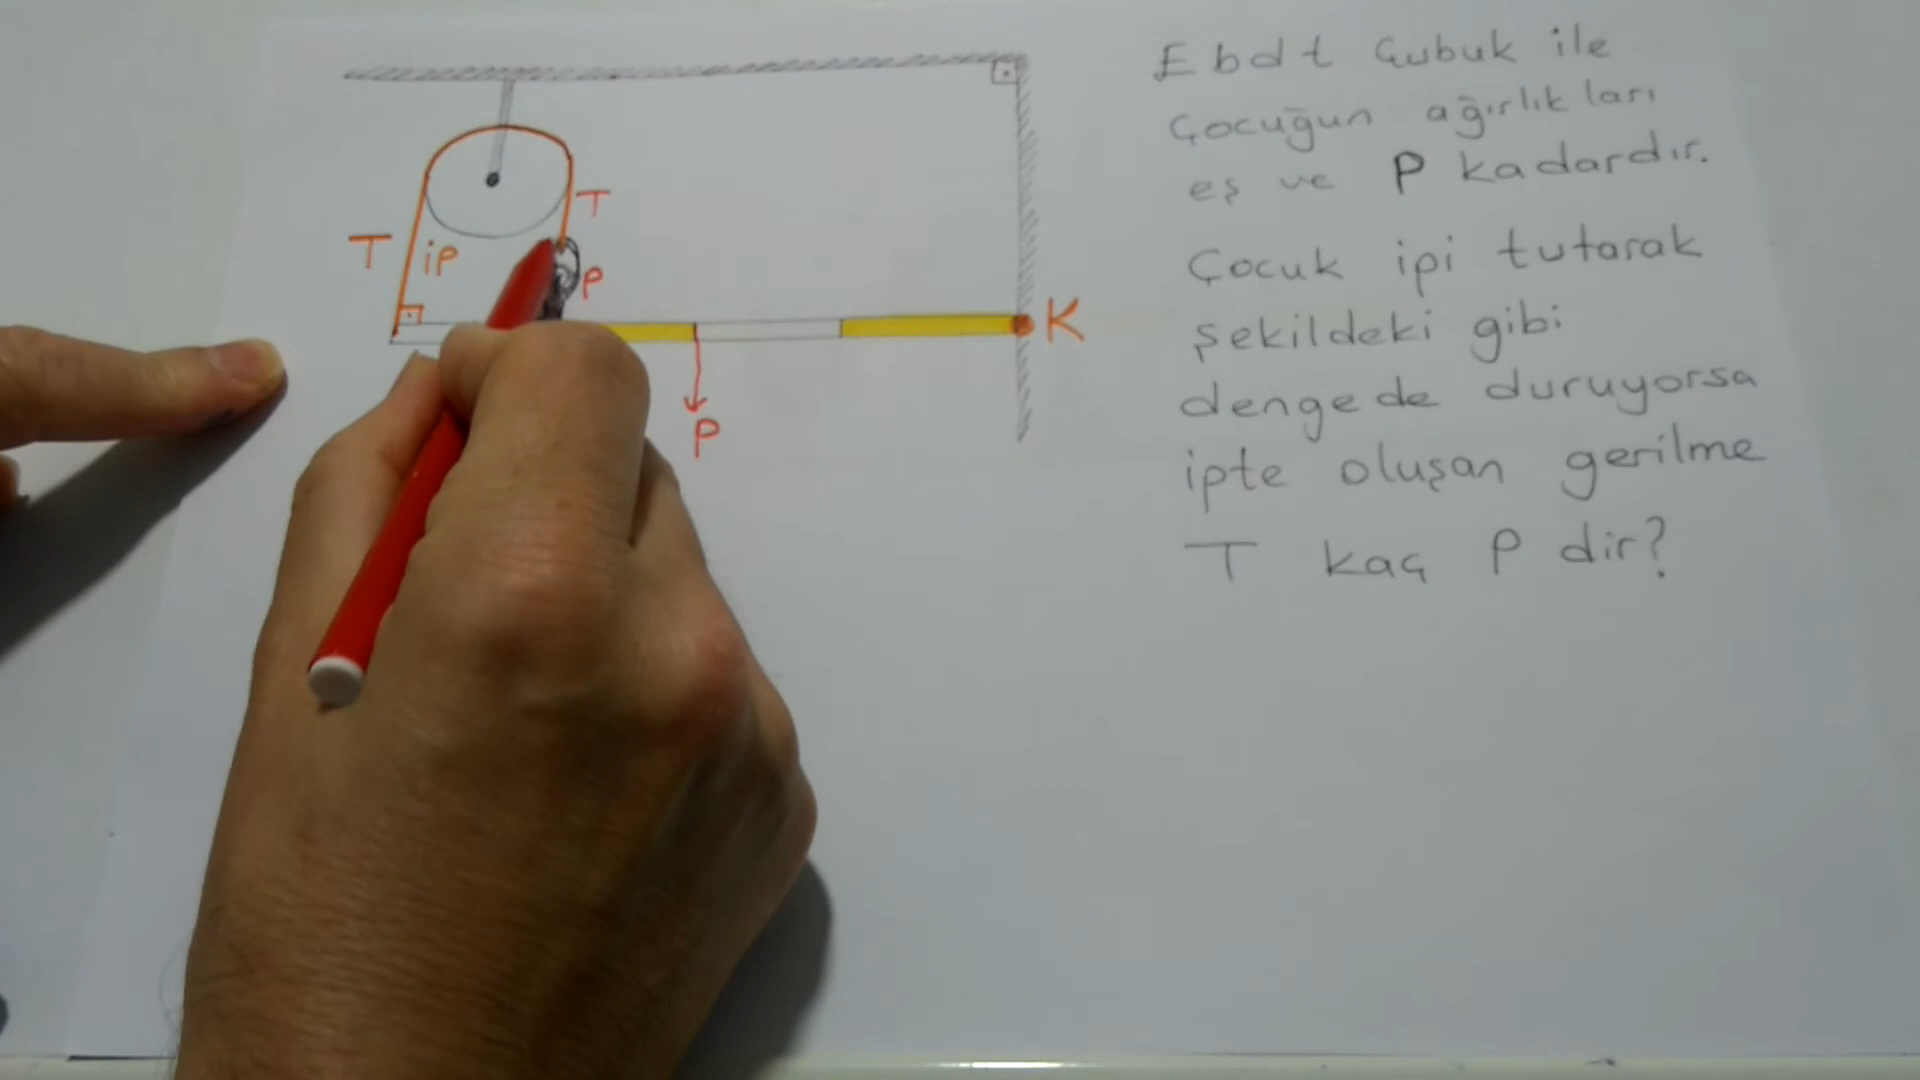 Ebdt Çubuk ile
Çocuğun ağırlıkları
eş ve P kadardır.
Çocuk ipi tutarak
şekildeki gibi
dengede duruyorsa
ipte oluşan gerilme
T kaç P dir?
T
T
ip
P
K
P